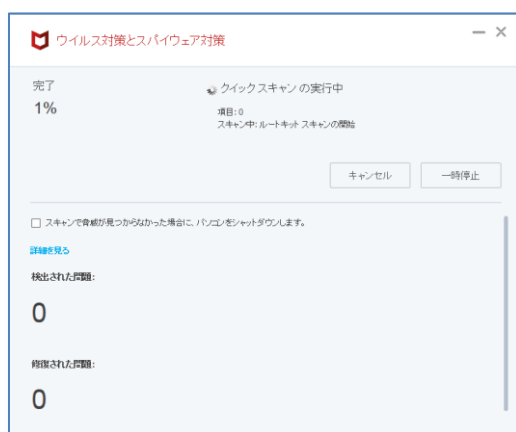 ウイルス対策とスパイウェア対策
完了
1%
クイック スキャン の実行中
項目: 0
スキャン中: ルートキット スキャンの開始
キャンセル
一時停止
スキャンで脅威が見つからなかった場合に、パソコンをシャットダウンします。
詳細を見る
検出された問題:
0
修復された問題:
0